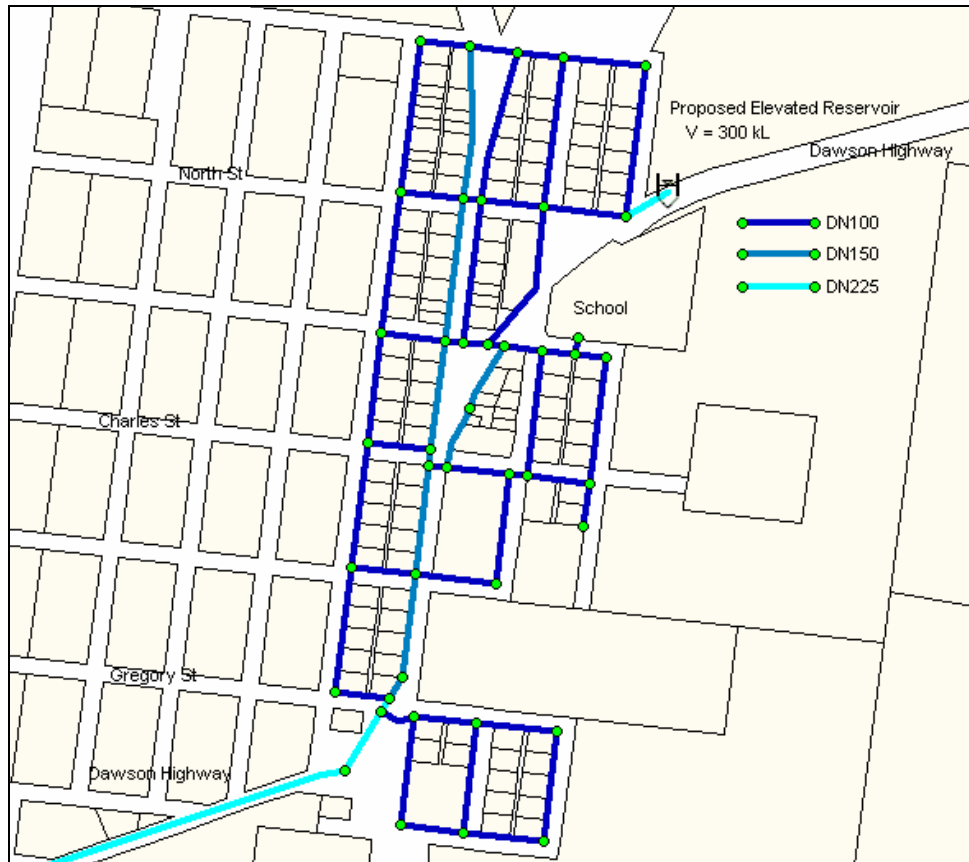 Proposed Elevated Reservoir
V = 300 kL
Dawson Highway
North St
DN100
DN150
DN225
School
Charles St
Gregory St
Dawson Highway